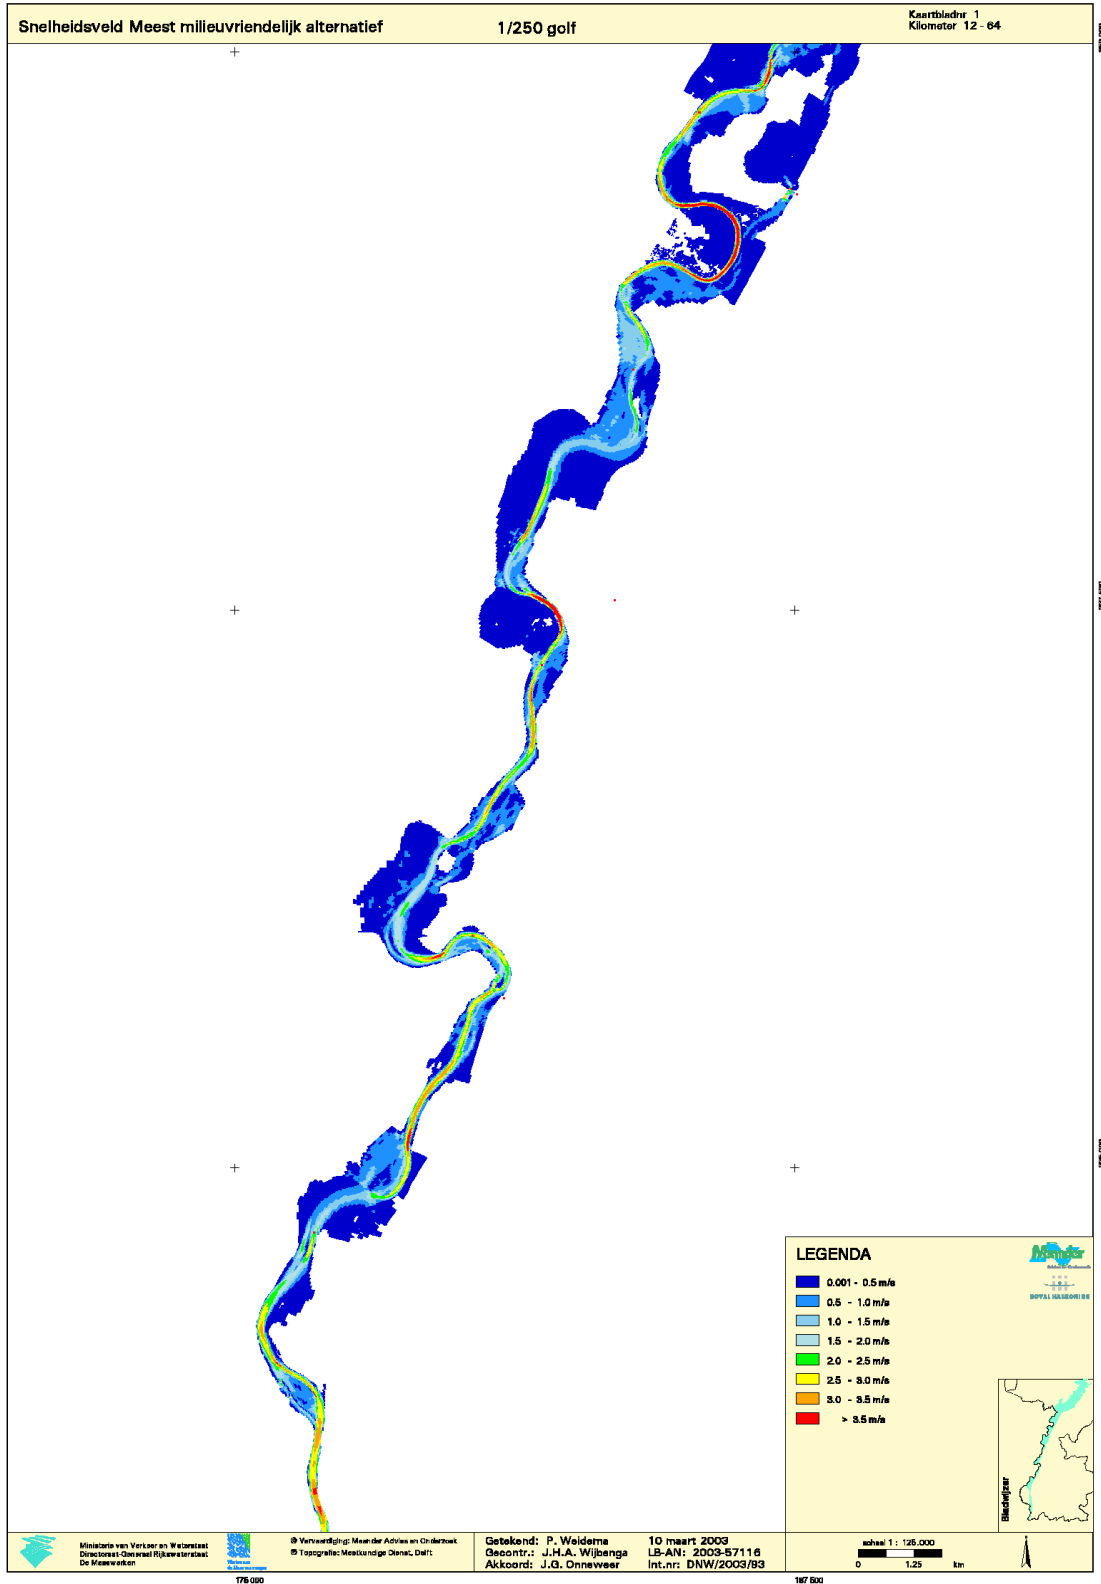 Snelheidsveld Meest milieuvriendelijk alternatief
1/250 golf
Kaartbladnr 1
Kilometer 12 - 64
LEGENDA
0.001 - 0.5 m/s
0.5 - 1.0 m/s
1.0 - 1.5 m/s
1.5 - 2.0 m/s
2.0 - 2.5 m/s
2.5 - 3.0 m/s
3.0 - 3.5 m/s
> 3.5 m/s
Meander
ROYAL HASKONING
Bladwijzer
Ministerie van Verkeer en Waterstaat
Directoraat-Generaal Rijkswaterstaat
De Maaswerken
© Vervaardiging: Meander Advies en Onderzoek
© Topografie: Meetkundige Dienst, Delft
Getekend: P. Weidema
Gecontr.: J.H.A. Wijbenga
Akkoord: J.G. Onneweer
10 maart 2003
LB-AN: 2003-57116
Int.nr: DNW/2003/93
schaal 1 : 125.000
0 1.25 km
175 000
187 500